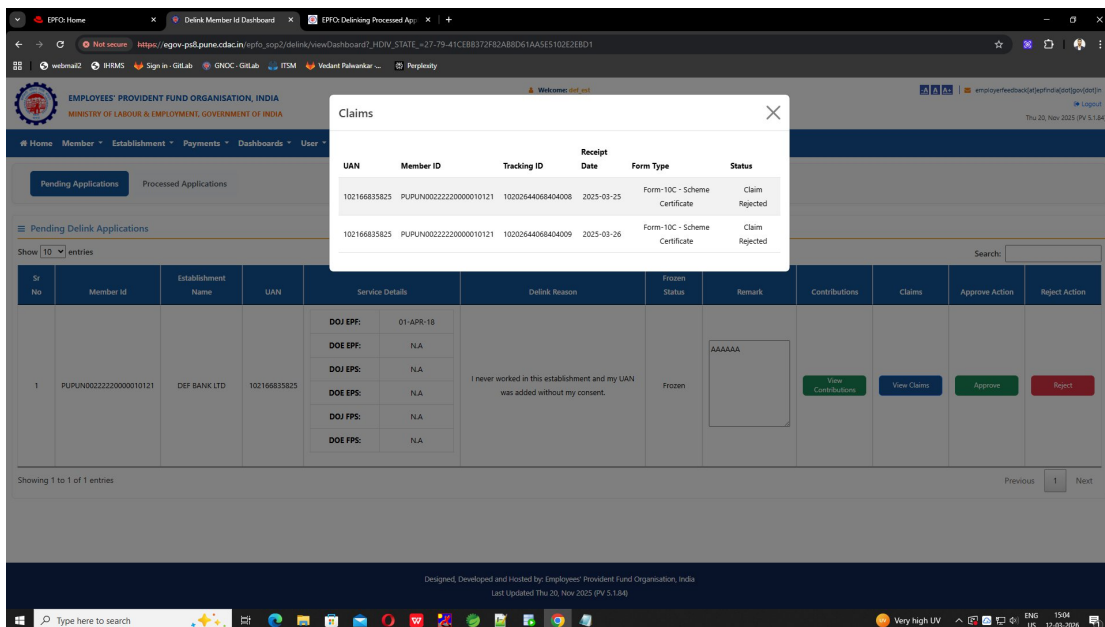 EPFO: Home
Delink Member Id Dashboard
EPFO: Delinking Processed App
Not secure https://egov-ps8.pune.cdac.in/epfo_sop2/delink/viewDashboard?_HDIV_STATE_=27-79-41CEBB372F82ABBD61AA5E5102E2EBD1
webmail2 IHRMS Sign in · GitLab GNOC · GitLab ITSM Vedant Palwankar -... Perplexity
EMPLOYEES' PROVIDENT FUND ORGANISATION, INDIA
MINISTRY OF LABOUR & EMPLOYMENT, GOVERNMENT OF INDIA
Welcome:
-A A A+ employerfeedback[at]epfindia[dot]gov[dot]in
Logout
Thu 20, Nov 2025 (PV 5.1.84
Home Member Establishment Payments Dashboards User
Claims
UAN Member ID Tracking ID Receipt Date Form Type Status
102166835825 PUPUN00222220000010121 10202644068404008 2025-03-25 Form-10C - Scheme Certificate Claim Rejected
102166835825 PUPUN00222220000010121 10202644068404009 2025-03-26 Form-10C - Scheme Certificate Claim Rejected
Pending Applications Processed Applications
Pending Delink Applications
Show 10 entries
Search:
Sr No Member Id Establishment Name UAN Service Details Delink Reason Frozen Status Remark Contributions Claims Approve Action Reject Action
1 PUPUN00222220000010121 DEF BANK LTD 102166835825
DOJ EPF: 01-APR-18
DOE EPF: N.A
DOJ EPS: N.A
DOE EPS: N.A
DOJ FPS: N.A
DOE FPS: N.A
I never worked in this establishment and my UAN
was added without my consent.
Frozen
AAAAAA
View Contributions
View Claims
Approve
Reject
Showing 1 to 1 of 1 entries
Previous 1 Next
Designed, Developed and Hosted by: Employees' Provident Fund Organisation, India
Last Updated Thu 20, Nov 2025 (PV 5.1.84)
Type here to search
Very high UV
ENG US
15:04
12-03-2026